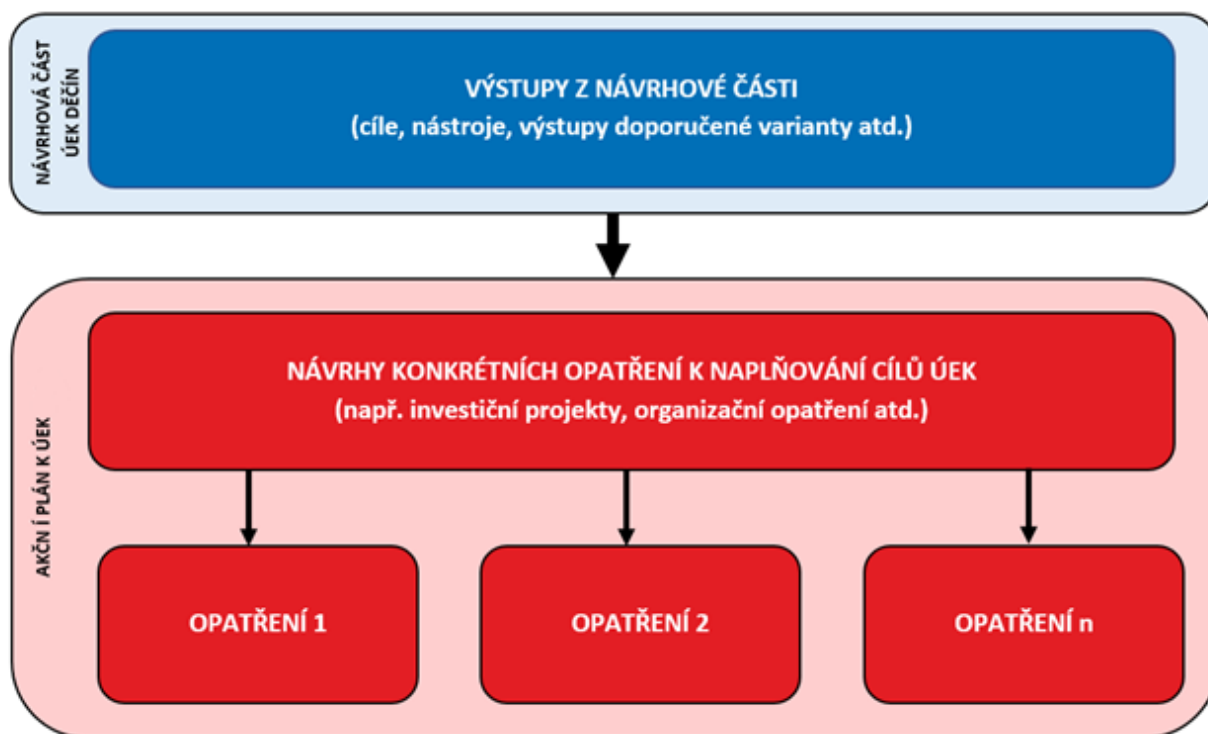 NÁVRHOVÁ ČÁST
ÚEK DĚČÍN
VÝSTUPY Z NÁVRHOVÉ ČÁSTI
(cíle, nástroje, výstupy doporučené varianty atd.)
AKČN Í PLÁN K ÚEK
NÁVRHY KONKRÉTNÍCH OPATŘENÍ K NAPLŇOVÁNÍ CÍLŮ ÚEK
(např. investiční projekty, organizační opatření atd.)
OPATŘENÍ 1
OPATŘENÍ 2
OPATŘENÍ n